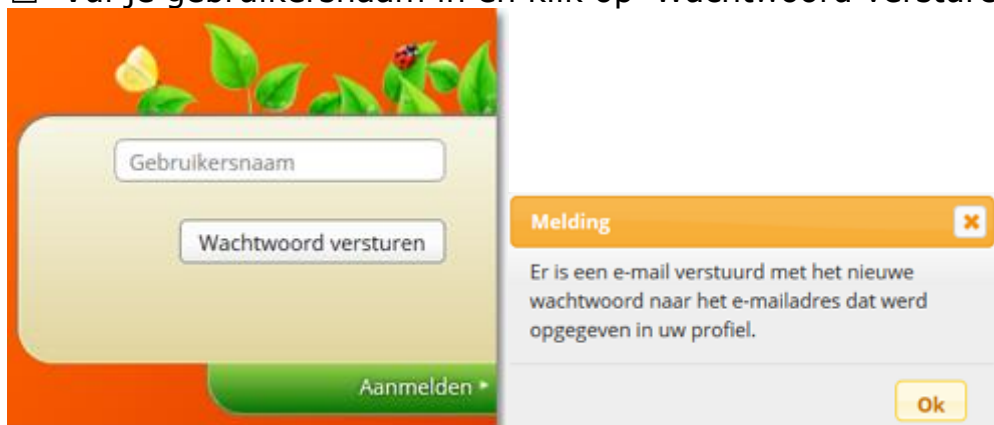 Vul je gebruikersnaam in en klik op Wachtwoord
Gebruikersnaam
Wachtwoord versturen
Aanmelden
Melding
Er is een e-mail verstuurd met het nieuwe
wachtwoord naar het e-mailadres dat werd
opgegeven in uw profiel.
Ok